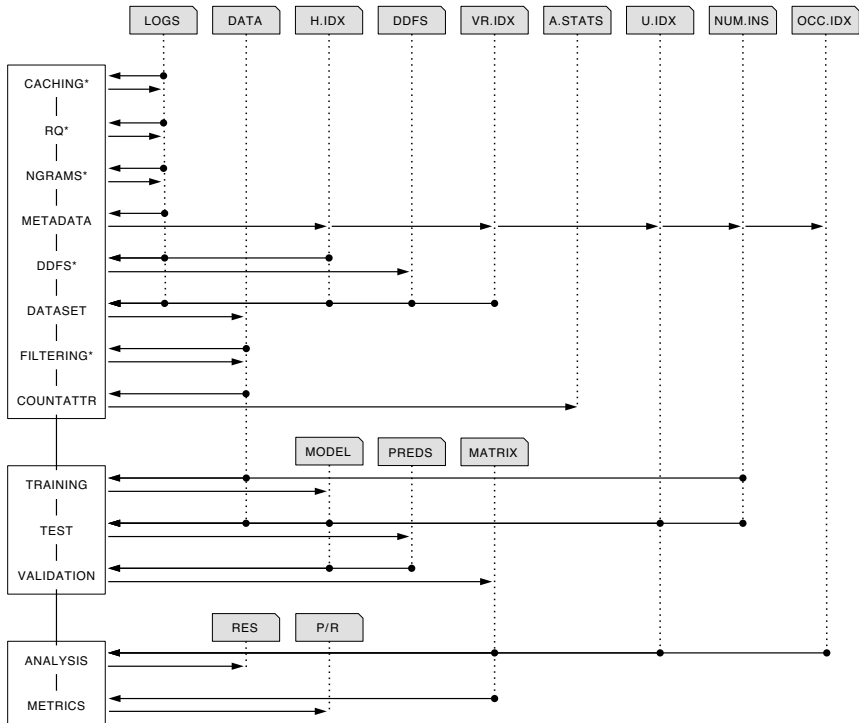 LOGS DATA H.IDX DDFS VR.IDX A.STATS U.IDX NUM.INS OCC.IDX
CACHING*
RQ*
NGRAMS*
METADATA
DDFS*
DATASET
FILTERING*
COUNTATTR
MODEL PREDS MATRIX
TRAINING
TEST
VALIDATION
RES P/R
ANALYSIS
METRICS